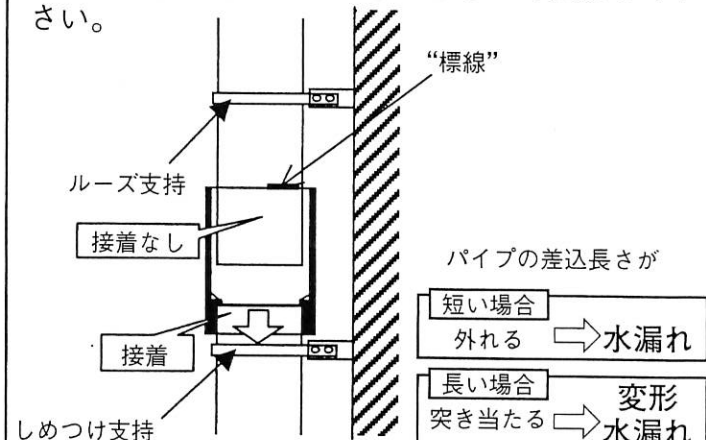 さい。
“標線”
ルーズ支持
接着なし
パイプの差込長さが
短い場合
外れる ⇨ 水漏れ
接着
長い場合
突き当たる ⇨ 変形
水漏れ
しめつけ支持